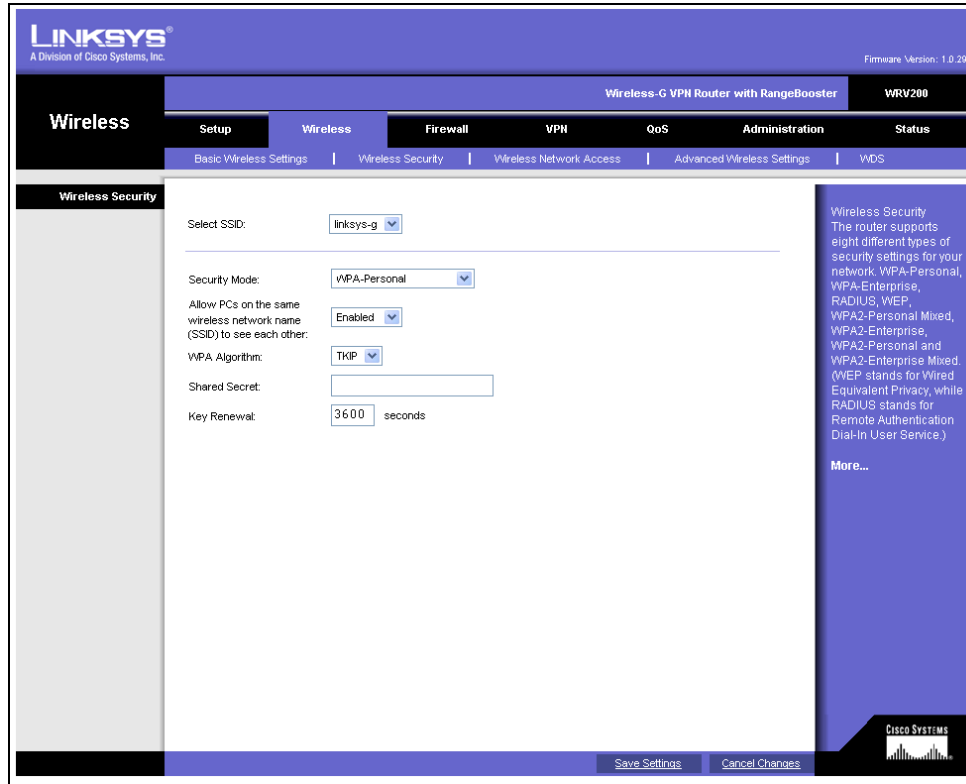 LINKSYS®
A Division of Cisco Systems, Inc.
Firmware Version: 1.0.29
Wireless-G VPN Router with RangeBooster WRV200
Wireless
Setup Wireless Firewall VPN QoS Administration Status
Basic Wireless Settings | Wireless Security | Wireless Network Access | Advanced Wireless Settings | WDS
Wireless Security
Select SSID: linksys-g
Security Mode: WPA-Personal
Allow PCs on the same
wireless network name
(SSID) to see each other:
Enabled
WPA Algorithm: TKIP
Shared Secret:
Key Renewal: 3600 seconds
Wireless Security
The router supports
eight different types of
security settings for your
network. WPA-Personal,
WPA-Enterprise,
RADIUS, WEP,
WPA2-Personal Mixed,
WPA2-Enterprise,
WPA2-Personal and
WPA2-Enterprise Mixed.
(WEP stands for Wired
Equivalent Privacy, while
RADIUS stands for
Remote Authentication
Dial-In User Service.)
More...
Save Settings Cancel Changes
CISCO SYSTEMS